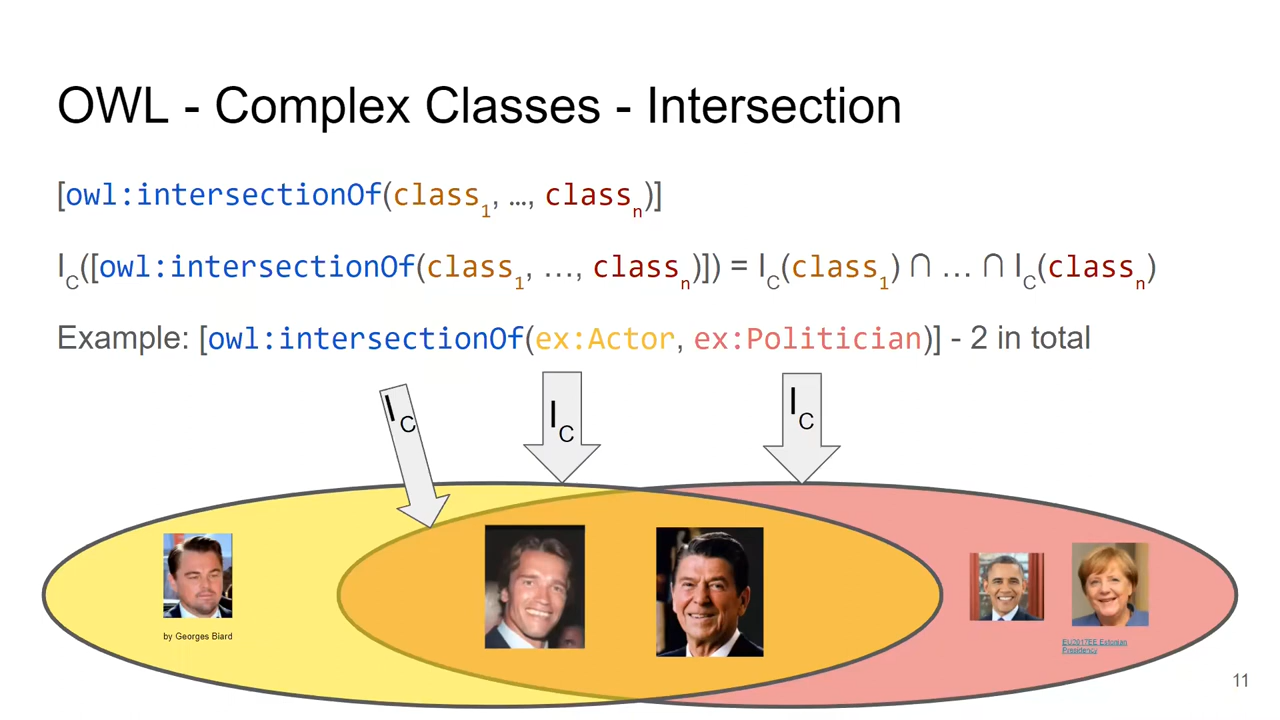 OWL - Complex Classes - Intersection
[owl:intersectionOf(class1, …, classn)]
IC([owl:intersectionOf(class1, …, classn)]) = IC(class1) ∩ … ∩ IC(classn)
Example: [owl:intersectionOf(ex:Actor, ex:Politician)] - 2 in total
IC
IC
IC
by Georges Biard
EU2017EE Estonian
Presidency
11